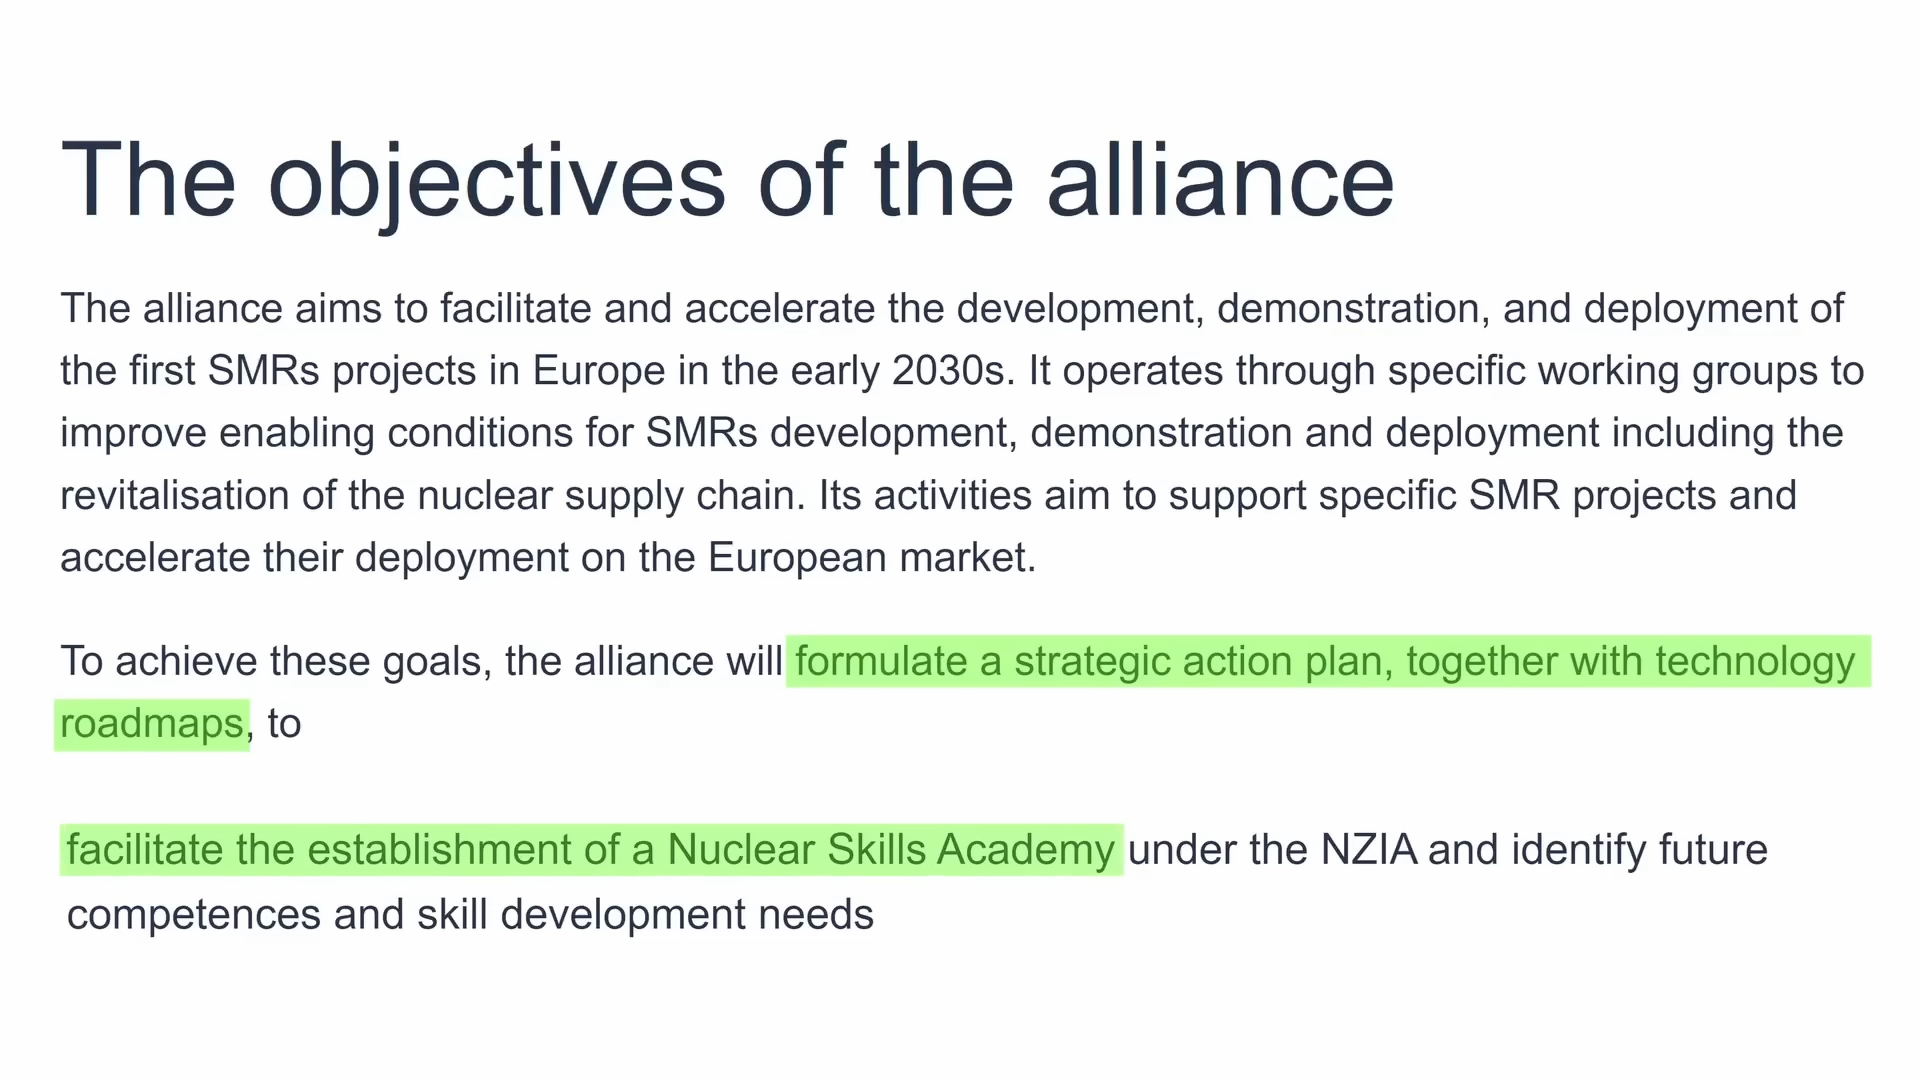 The objectives of the alliance
The alliance aims to facilitate and accelerate the development, demonstration, and deployment of
the first SMRs projects in Europe in the early 2030s. It operates through specific working groups to
improve enabling conditions for SMRs development, demonstration and deployment including the
revitalisation of the nuclear supply chain. Its activities aim to support specific SMR projects and
accelerate their deployment on the European market.
To achieve these goals, the alliance will formulate a strategic action plan, together with technology
roadmaps, to
facilitate the establishment of a Nuclear Skills Academy under the NZIA and identify future
competences and skill development needs